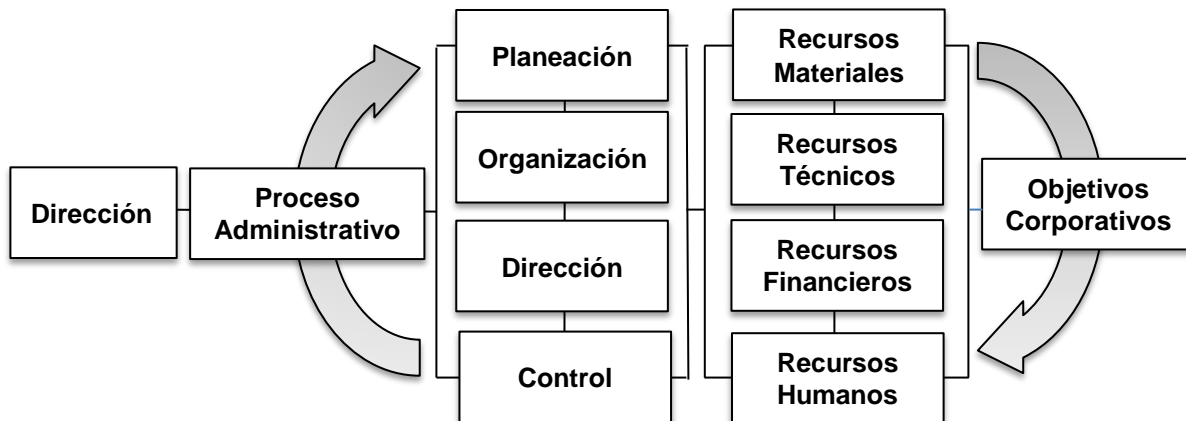 Dirección
Proceso
Administrativo
Planeación
Organización
Dirección
Control
Recursos
Materiales
Recursos
Técnicos
Recursos
Financieros
Recursos
Humanos
Objetivos
Corporativos